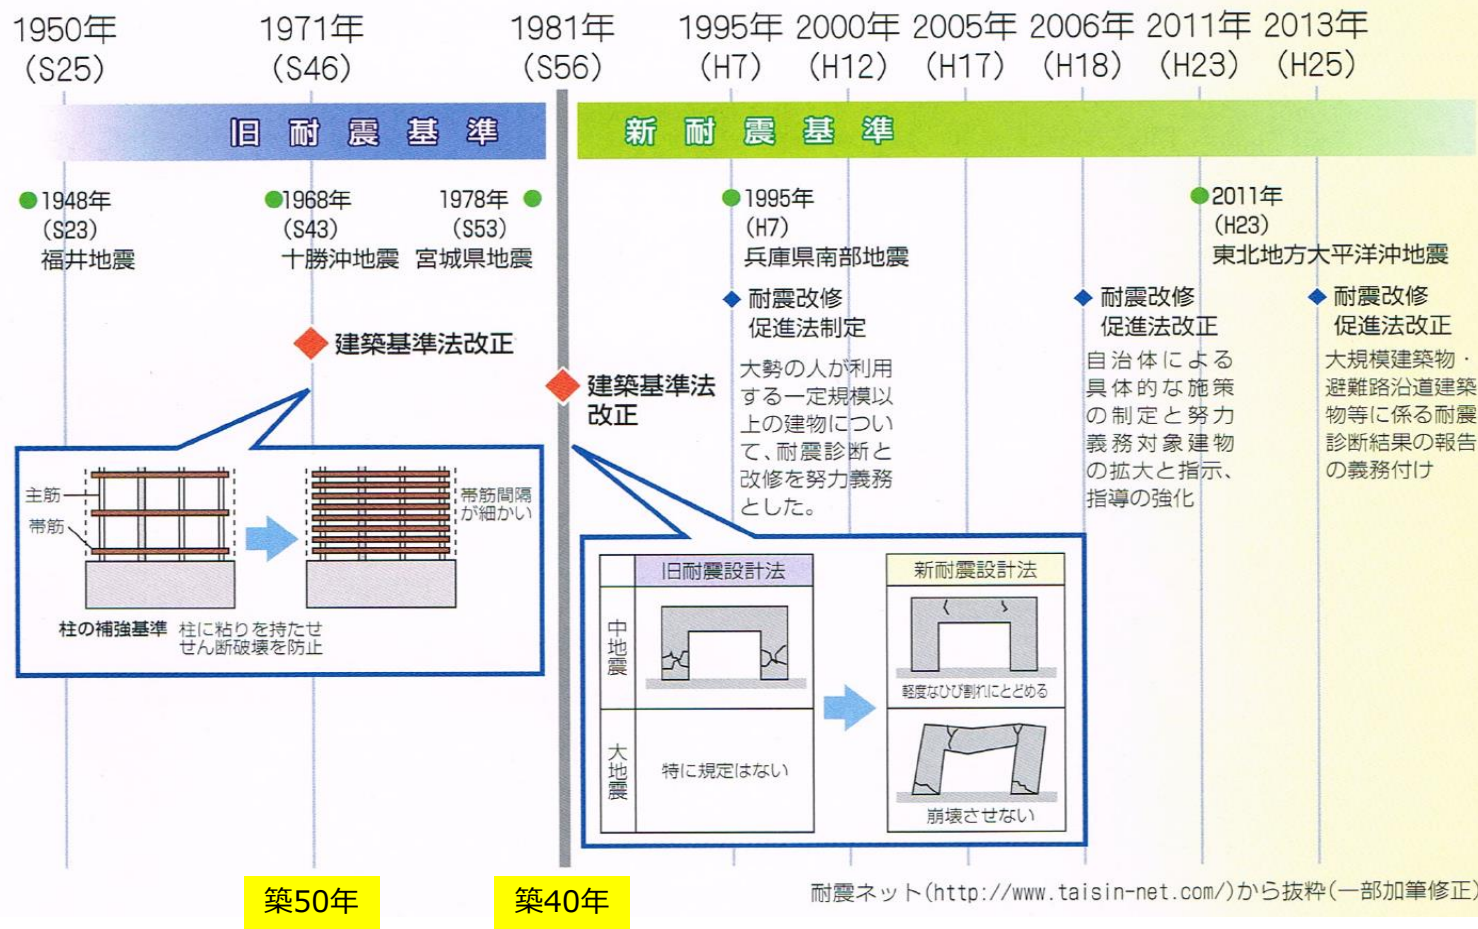 1950年
(S25)
1971年
(S46)
1981年
(S56)
1995年
(H7)
2000年
(H12)
2005年
(H17)
2006年
(H18)
2011年
(H23)
2013年
(H25)
旧耐震基準
新耐震基準
1948年
(S23)
福井地震
1968年
(S43)
十勝沖地震
1978年
(S53)
宮城県地震
1995年
(H7)
兵庫県南部地震
2011年
(H23)
東北地方太平洋沖地震
建築基準法改正
建築基準法
改正
耐震改修
促進法制定
大勢の人が利用
する一定規模以
上の建物につい
て、耐震診断と
改修を努力義務
とした。
耐震改修
促進法改正
自治体による
具体的な施策
の制定と努力
義務対象建物
の拡大と指示、
指導の強化
耐震改修
促進法改正
大規模建築物・
避難路沿道建築
物等に係る耐震
診断結果の報告
の義務付け
主筋
帯筋
帯筋間隔
が細かい
柱の補強基準
柱に粘りを持たせ
せん断破壊を防止
旧耐震設計法
新耐震設計法
中地震
軽度なひび割れにとどめる
大地震
特に規定はない
崩壊させない
築50年
築40年
耐震ネット(http://www.taisin-net.com/)から抜粋(一部加筆修正)